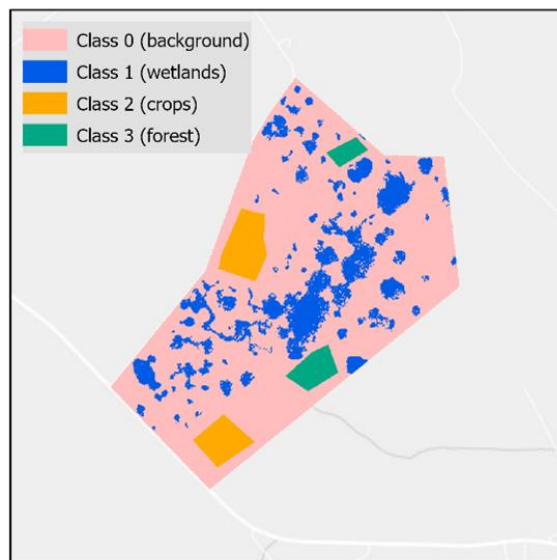 Class 0 (background)
Class 1 (wetlands)
Class 2 (crops)
Class 3 (forest)